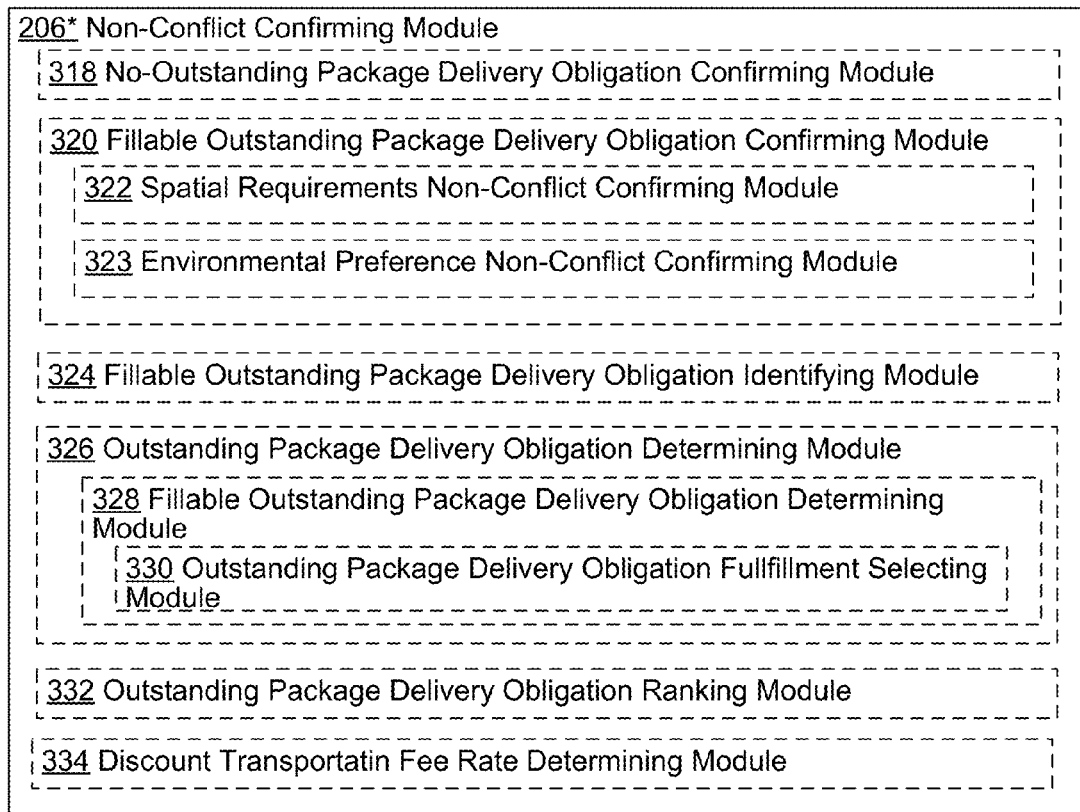 206* Non-Conflict Confirming Module
318 No-Outstanding Package Delivery Obligation Confirming Module
320 Fillable Outstanding Package Delivery Obligation Confirming Module
322 Spatial Requirements Non-Conflict Confirming Module
323 Environmental Preference Non-Conflict Confirming Module
324 Fillable Outstanding Package Delivery Obligation Identifying Module
326 Outstanding Package Delivery Obligation Determining Module
328 Fillable Outstanding Package Delivery Obligation Determining
Module
330 Outstanding Package Delivery Obligation Fullfillment Selecting
Module
332 Outstanding Package Delivery Obligation Ranking Module
334 Discount Transportatin Fee Rate Determining Module